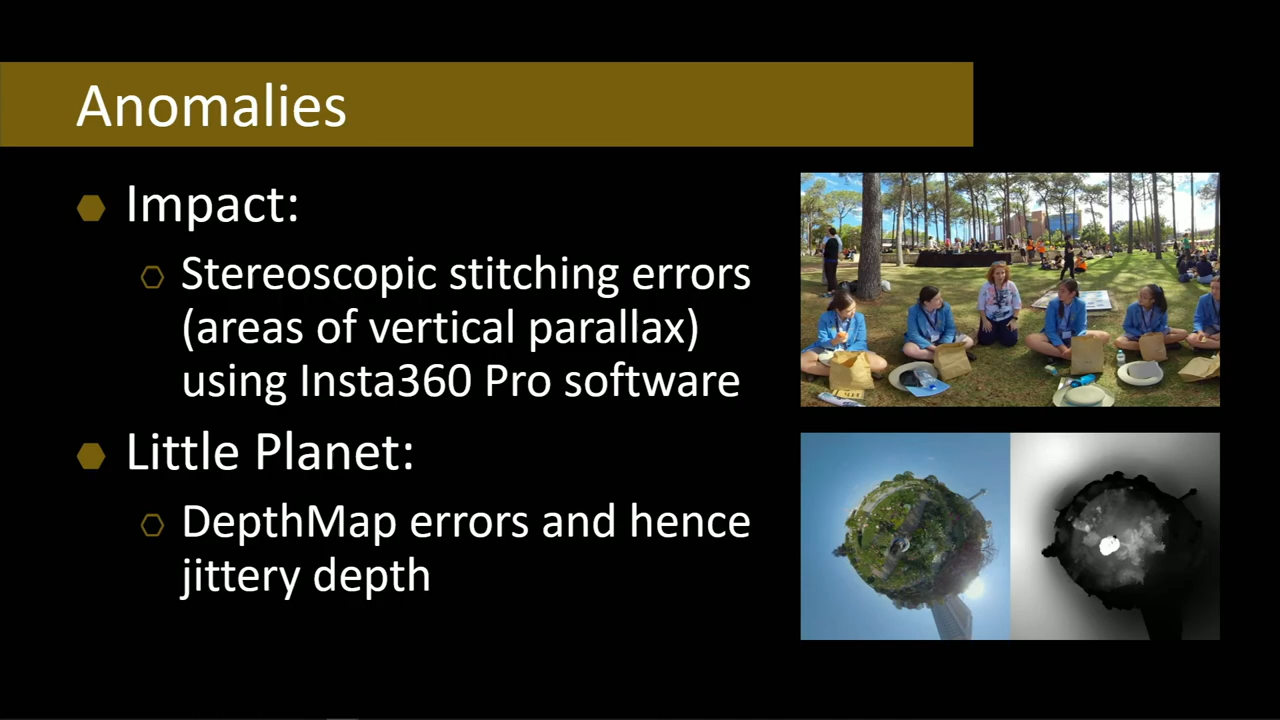 Anomalies
Impact:
Stereoscopic stitching errors
(areas of vertical parallax)
using Insta360 Pro software
Little Planet:
DepthMap errors and hence
jittery depth